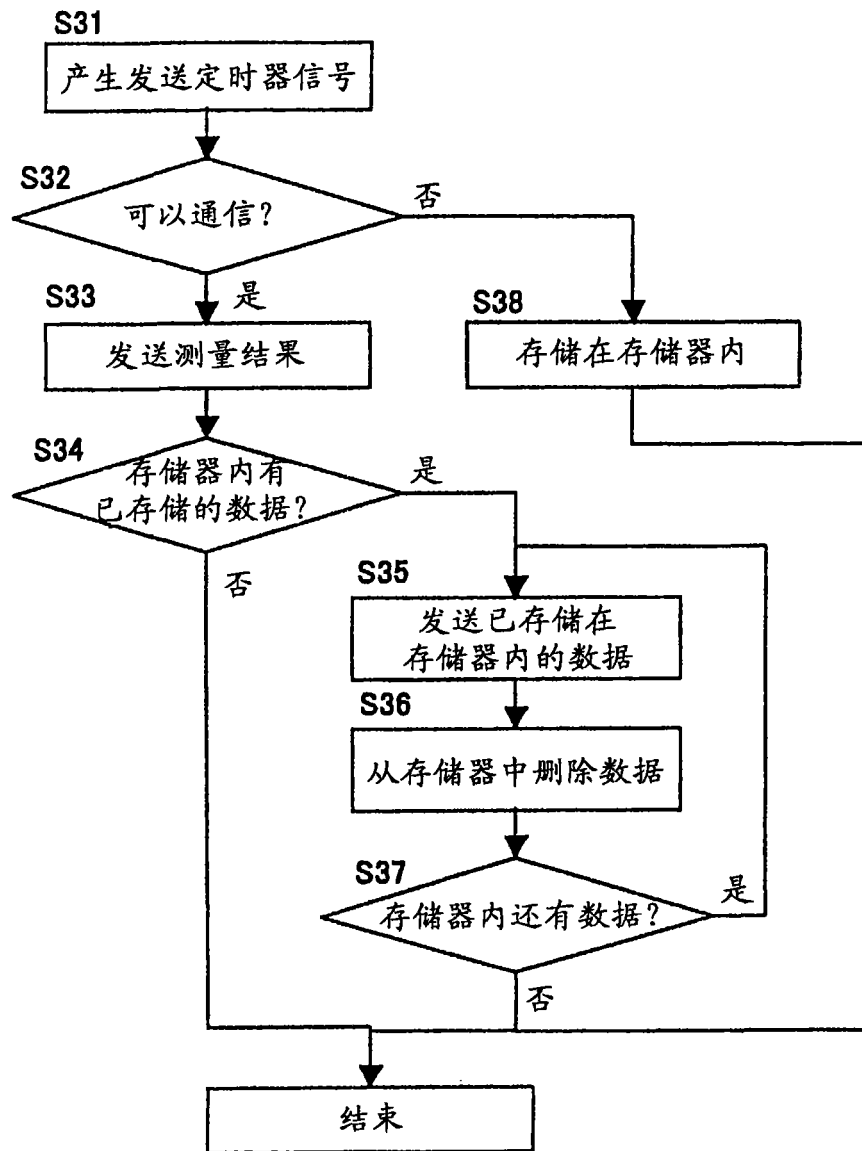 S31
产生发送定时器信号
S32
可以通信?
否
是
S33
发送测量结果
S38
存储在存储器内
S34
存储器内有
已存储的数据?
是
否
S35
发送已存储在
存储器内的数据
S36
从存储器中删除数据
S37
存储器内还有数据?
是
否
结束